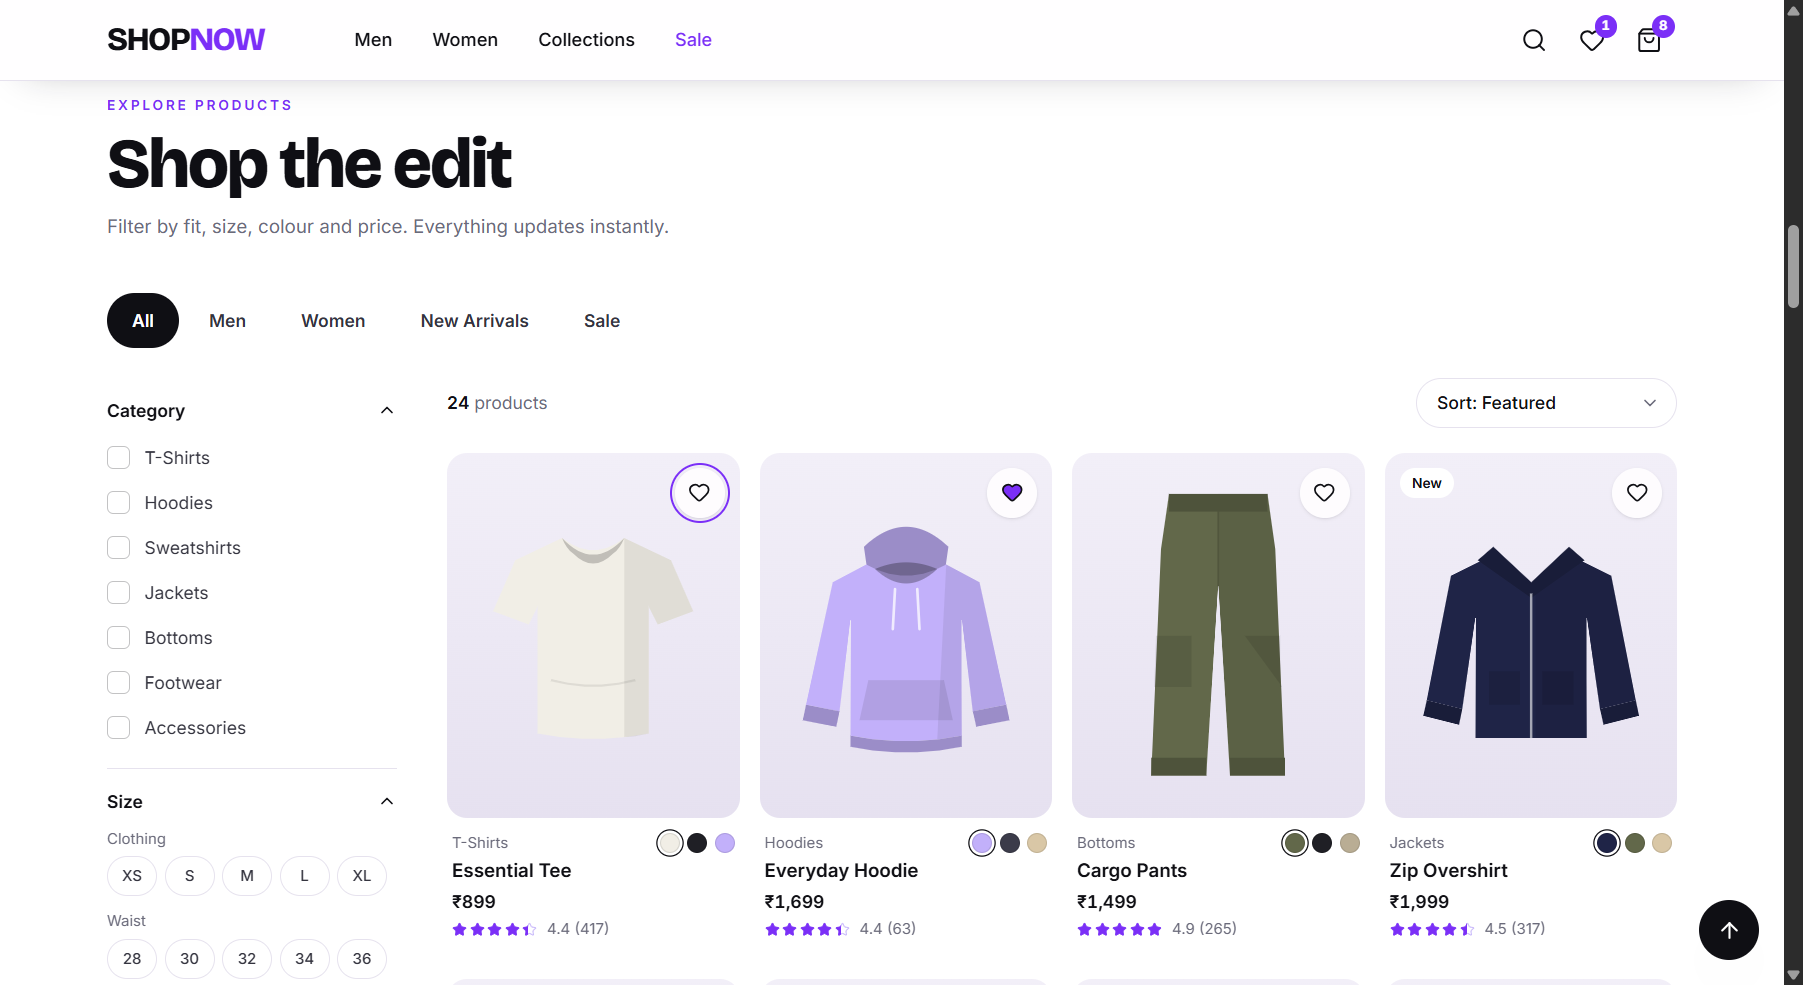 SHOPNOW
Men
Women
Collections
Sale
1
8
EXPLORE PRODUCTS
Shop the edit
Filter by fit, size, colour and price. Everything updates instantly.
All
Men
Women
New Arrivals
Sale
Category
T-Shirts
Hoodies
Sweatshirts
Jackets
Bottoms
Footwear
Accessories
Size
Clothing
XS
S
M
L
XL
Waist
28
30
32
34
36
24 products
Sort: Featured
T-Shirts
Essential Tee
₹899
4.4 (417)
Hoodies
Everyday Hoodie
₹1,699
4.4 (63)
Bottoms
Cargo Pants
₹1,499
4.9 (265)
New
Jackets
Zip Overshirt
₹1,999
4.5 (317)